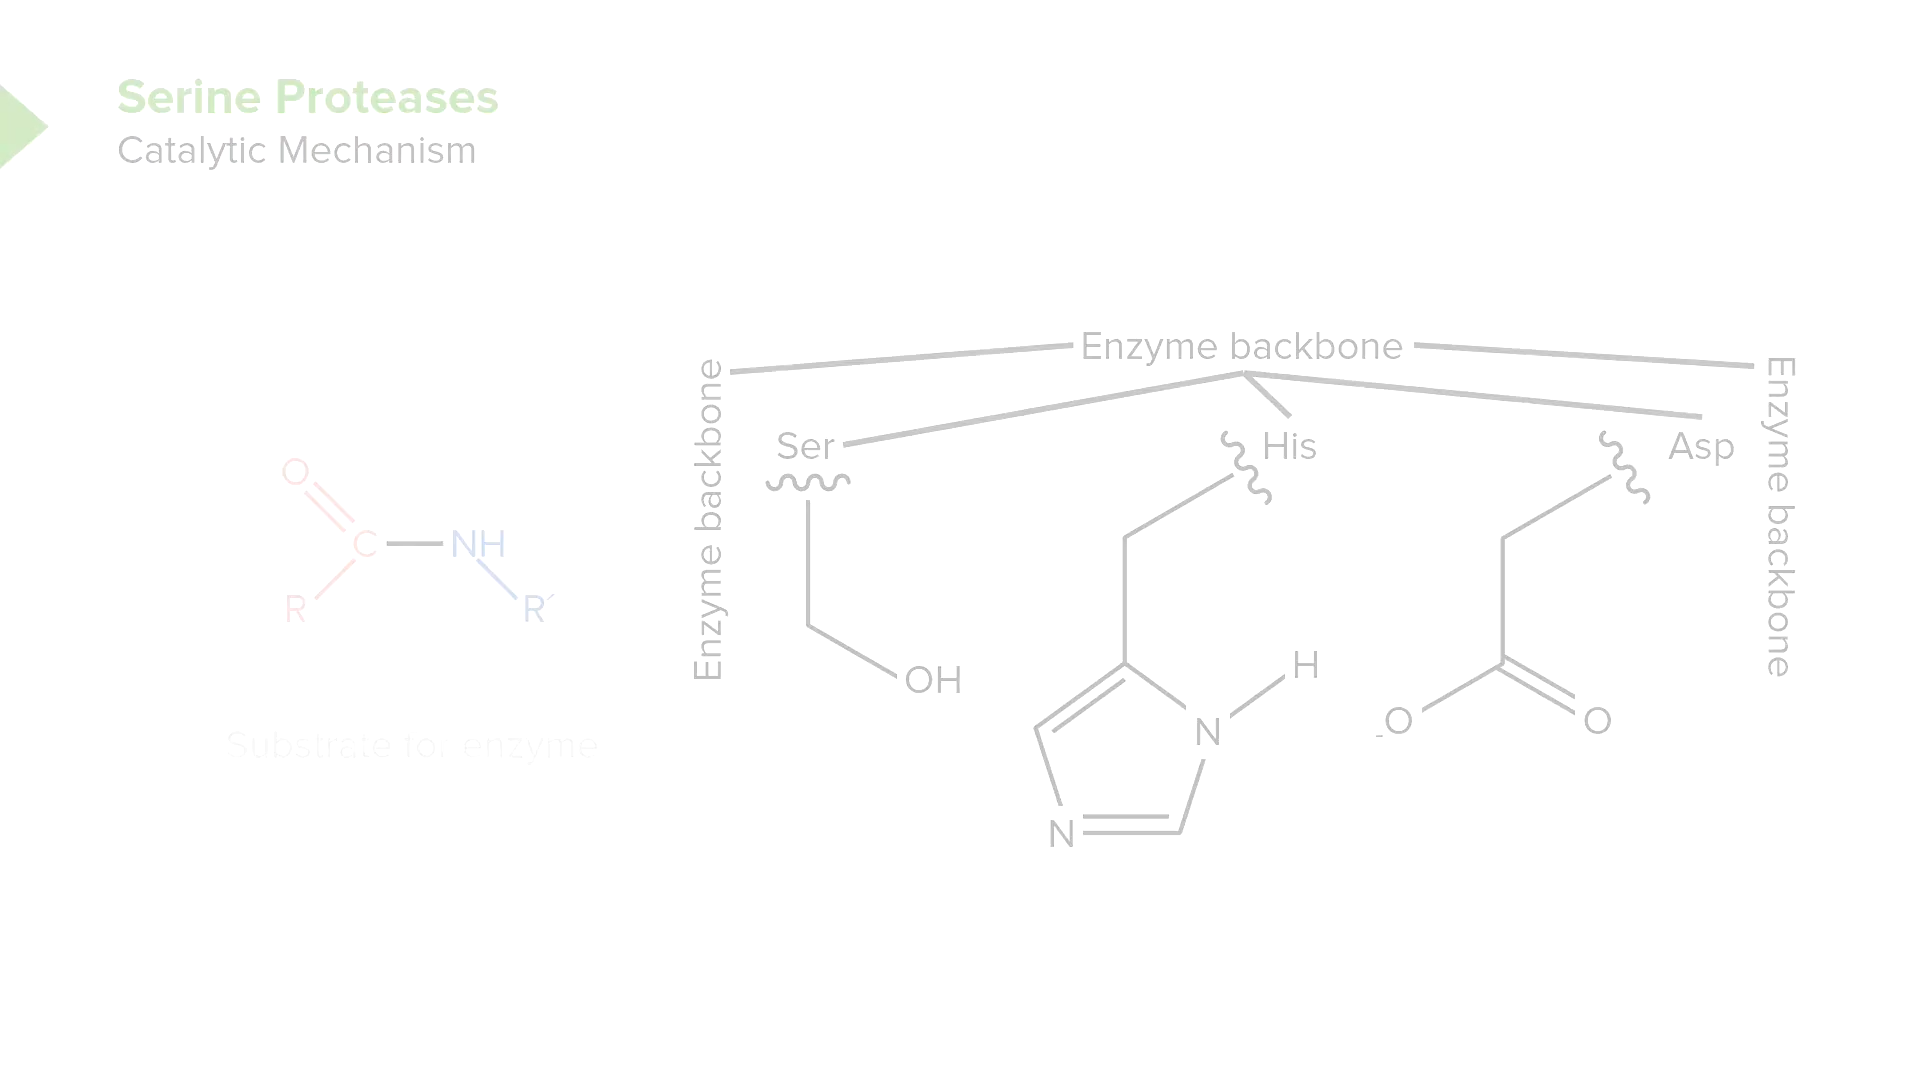 Serine Proteases
Catalytic Mechanism
Enzyme backbone
Enzyme backbone
Enzyme backbone
Ser
His
Asp
O
C
NH
R
R´
OH
H
N
N
-O
O
Substrate for enzyme